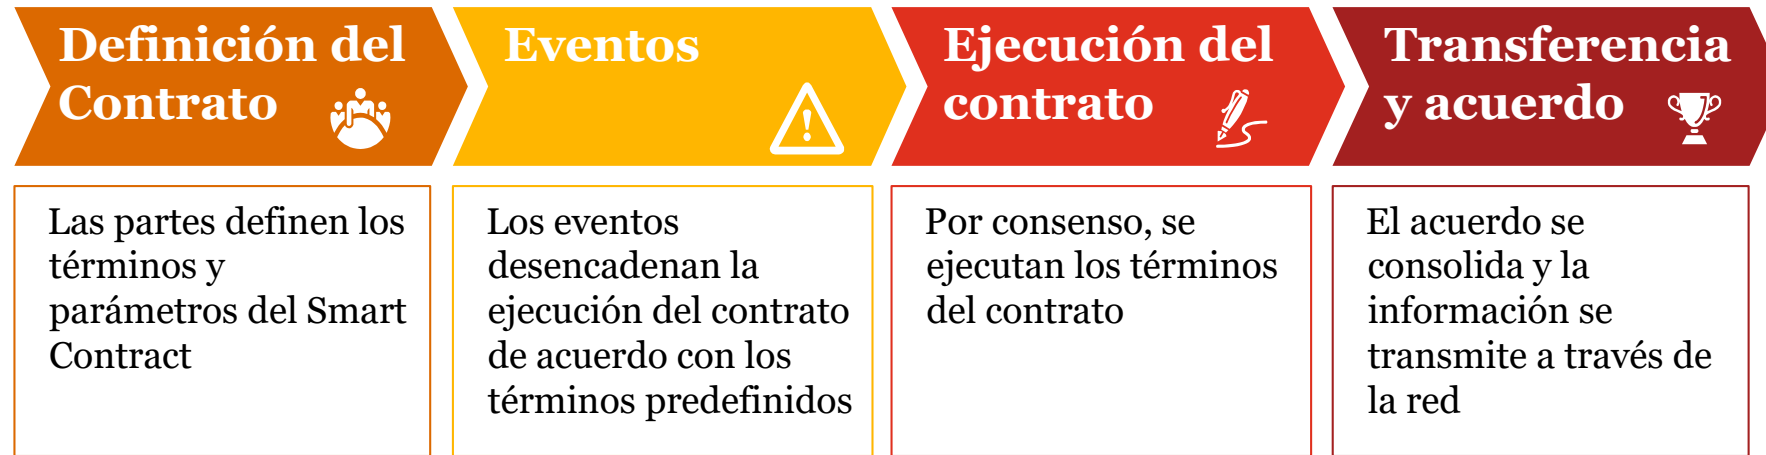 Definición del
Contrato
Las partes definen los
términos y
parámetros del Smart
Contract
Eventos
Los eventos
desencadenan la
ejecución del contrato
de acuerdo con los
términos predefinidos
Ejecución del
contrato
Por consenso, se
ejecutan los términos
del contrato
Transferencia
y acuerdo
El acuerdo se
consolida y la
información se
transmite a través de
la red